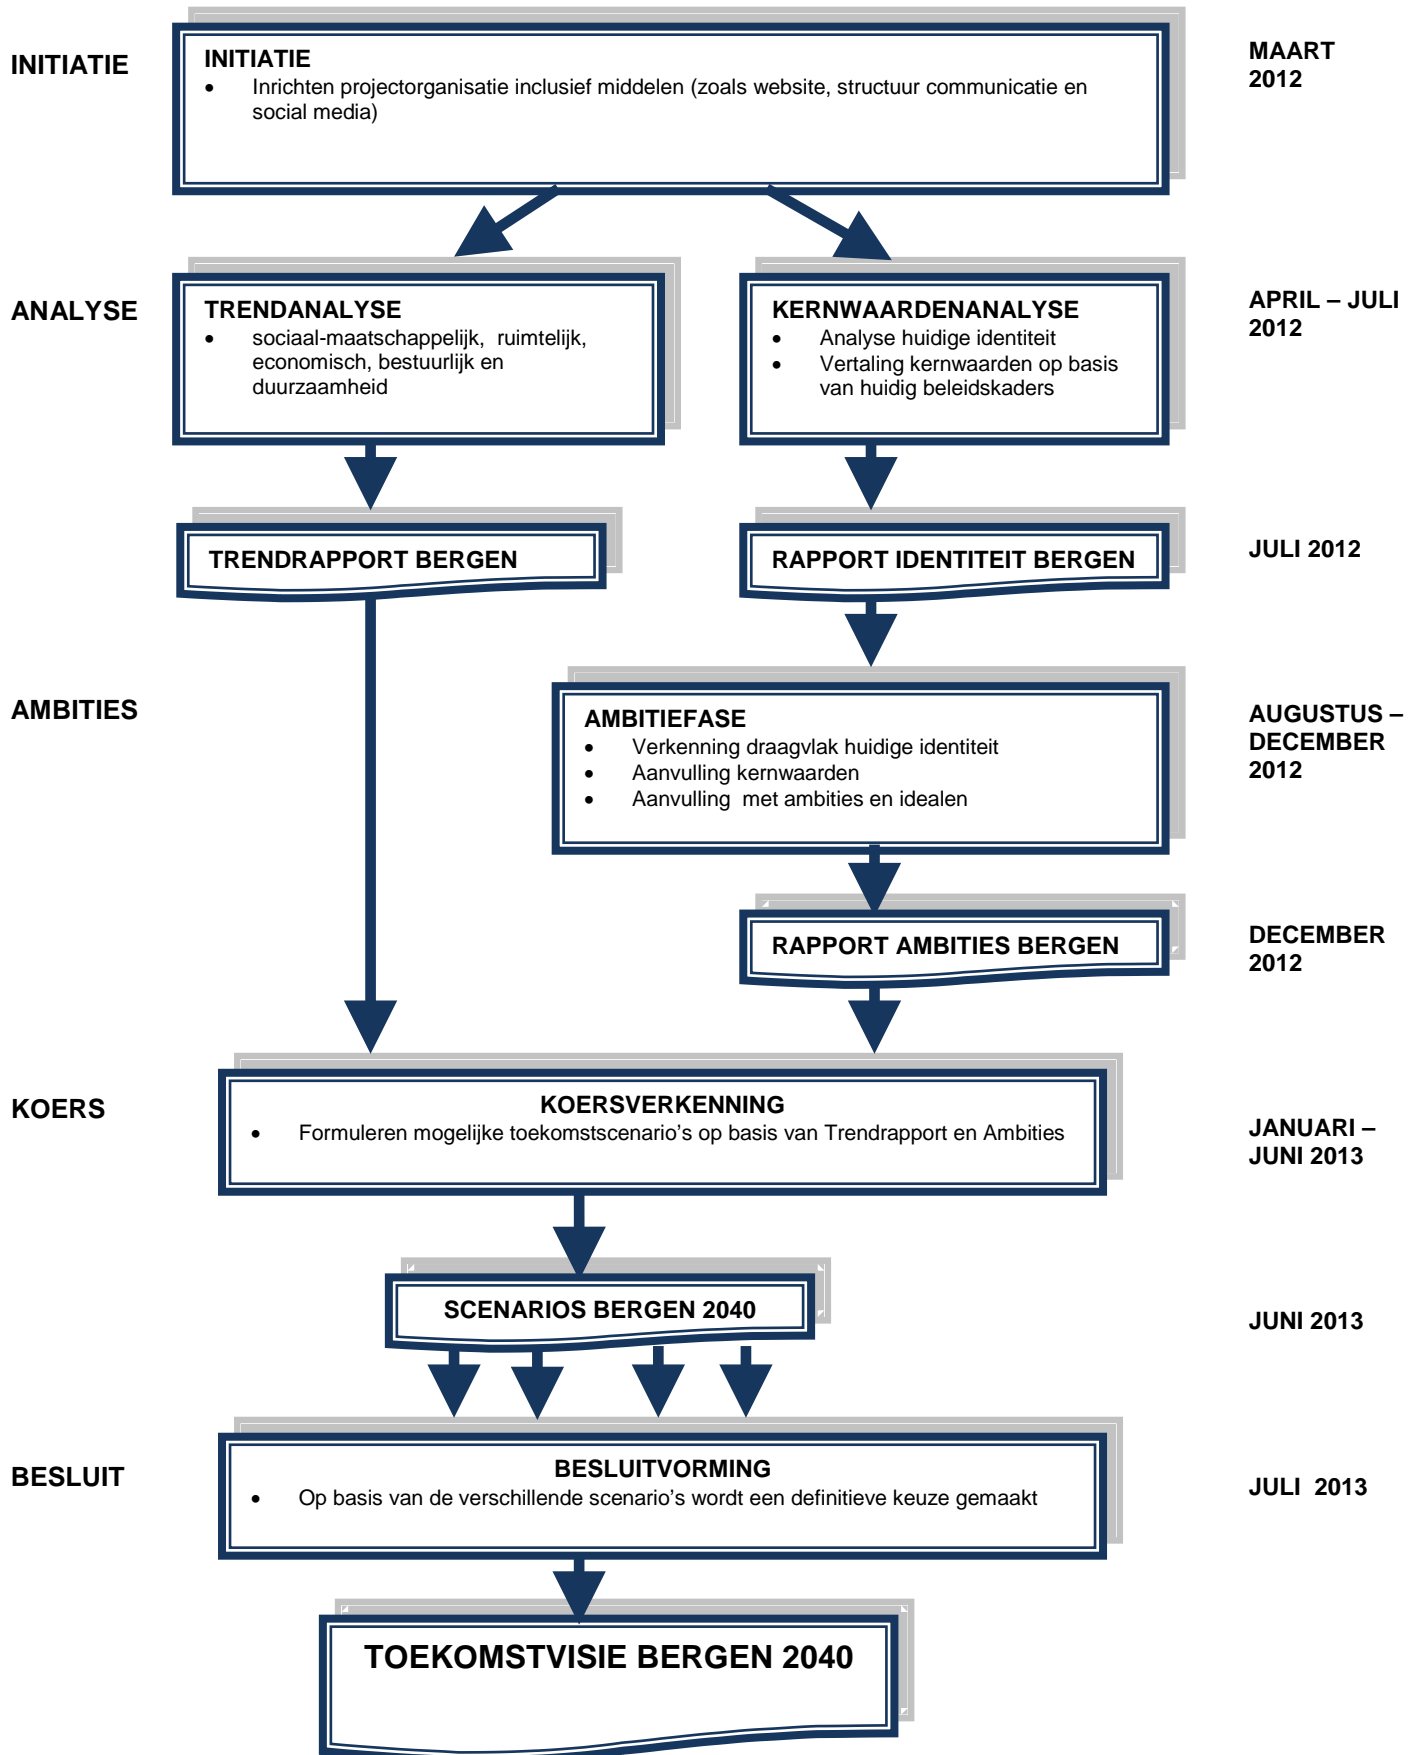 INITIATIE
INITIATIE
• Inrichten projectorganisatie inclusief middelen (zoals website, structuur communicatie en
social media)
MAART
2012
ANALYSE
TRENDANALYSE
• sociaal-maatschappelijk, ruimtelijk,
economisch, bestuurlijk en
duurzaamheid
KERNWAARDENANALYSE
• Analyse huidige identiteit
• Vertaling kernwaarden op basis
van huidig beleidskaders
APRIL – JULI
2012
TRENDRAPPORT BERGEN
RAPPORT IDENTITEIT BERGEN
JULI 2012
AMBITIES
AMBITIEFASE
• Verkenning draagvlak huidige identiteit
• Aanvulling kernwaarden
• Aanvulling met ambities en idealen
AUGUSTUS –
DECEMBER
2012
RAPPORT AMBITIES BERGEN
DECEMBER
2012
KOERS
KOERSVERKENNING
• Formuleren mogelijke toekomstscenario’s op basis van Trendrapport en Ambities
JANUARI –
JUNI 2013
SCENARIOS BERGEN 2040
JUNI 2013
BESLUIT
BESLUITVORMING
• Op basis van de verschillende scenario’s wordt een definitieve keuze gemaakt
JULI 2013
TOEKOMSTVISIE BERGEN 2040